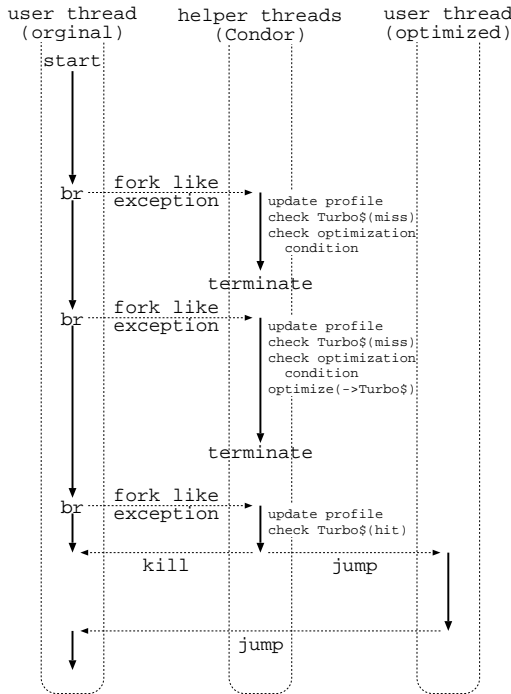 user thread
(orginal)
helper threads
(Condor)
user thread
(optimized)
start
br
fork like
exception
update profile
check Turbo$(miss)
check optimization
condition
terminate
br
fork like
exception
update profile
check Turbo$(miss)
check optimization
condition
optimize(->Turbo$)
terminate
br
fork like
exception
update profile
check Turbo$(hit)
kill
jump
jump